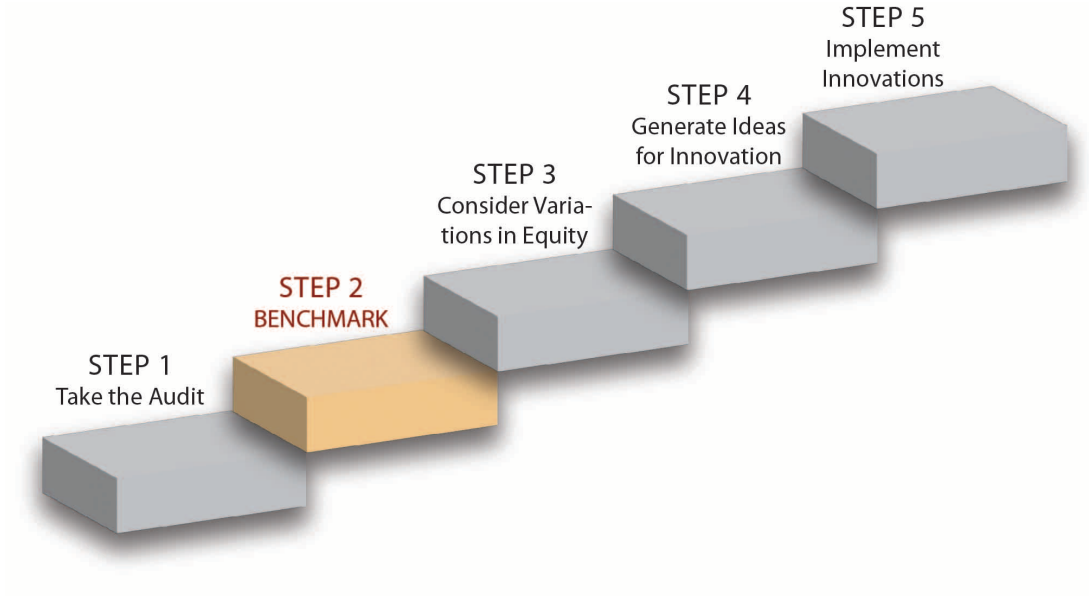 STEP 1
Take the Audit
STEP 2
BENCHMARK
STEP 3
Consider Varia-
tions in Equity
STEP 4
Generate Ideas
for Innovation
STEP 5
Implement
Innovations